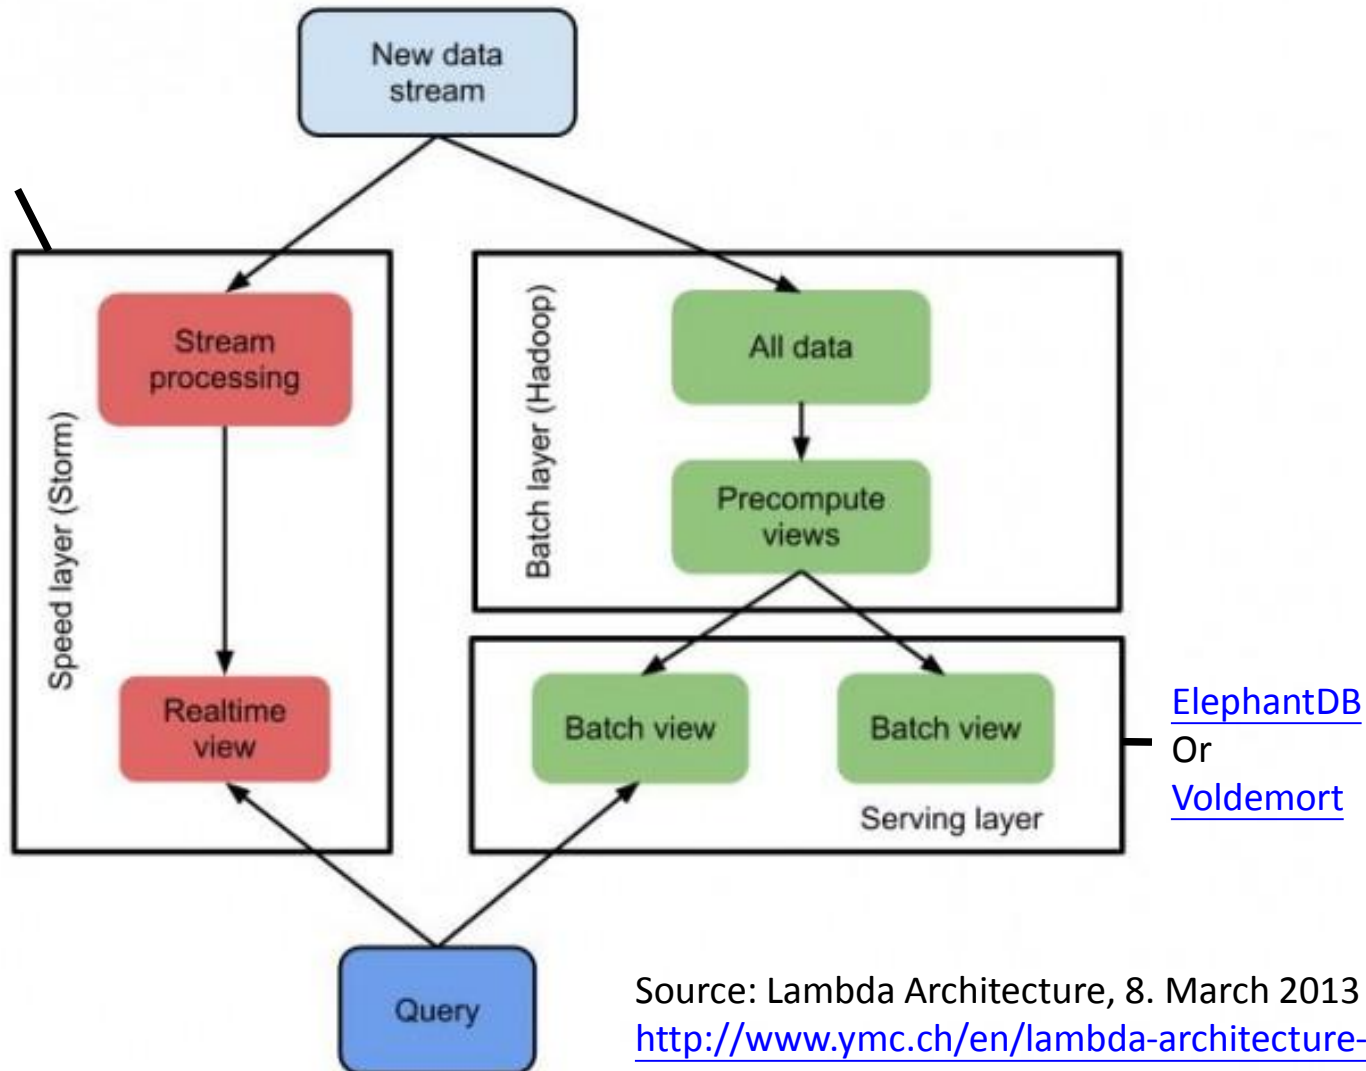 New data
stream
Speed layer (Storm)
Stream
processing
Realtime
view
Batch layer (Hadoop)
All data
Precompute
views
Batch view
Batch view
Serving layer
ElephantDB
Or
Voldemort
Query
Source: Lambda Architecture, 8. March 2013
http://www.ymc.ch/en/lambda-architecture-